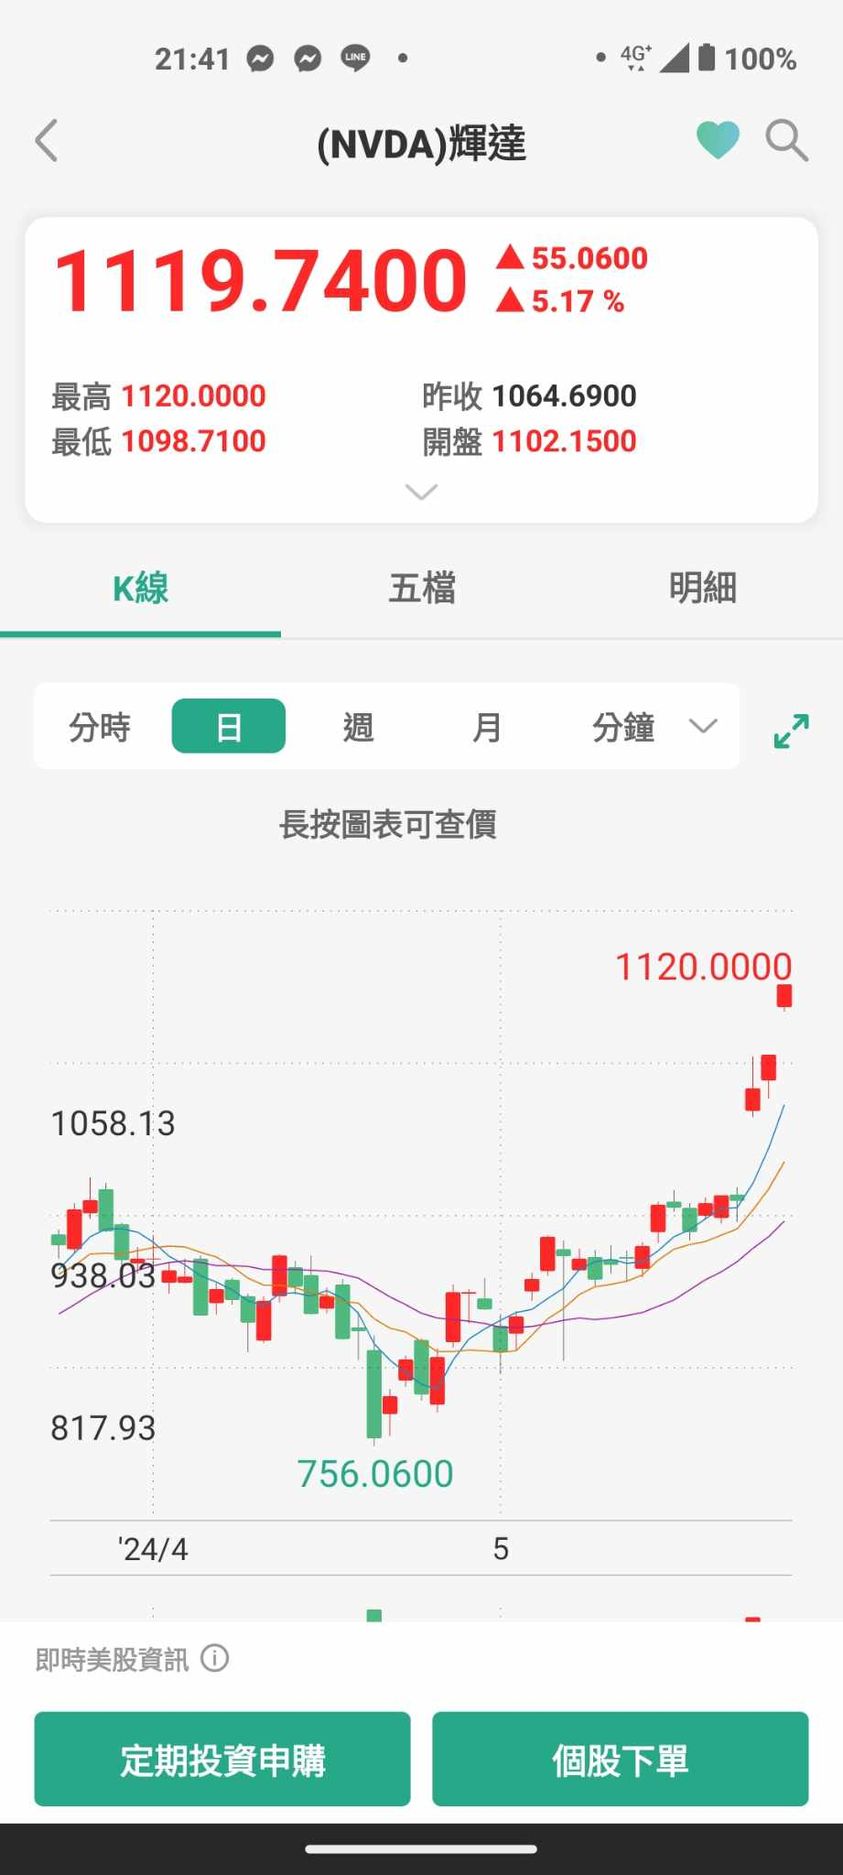 21:41 LINE 4G+ 100%
(NVDA)輝達
1119.7400 ▲55.0600
▲5.17 %
最高 1120.0000 昨收 1064.6900
最低 1098.7100 開盤 1102.1500
K線 五檔 明細
分時 日 週 月 分鐘
長按圖表可查價
1120.0000
1058.13
938.03
817.93
756.0600
'24/4 5
即時美股資訊
定期投資申購 個股下單